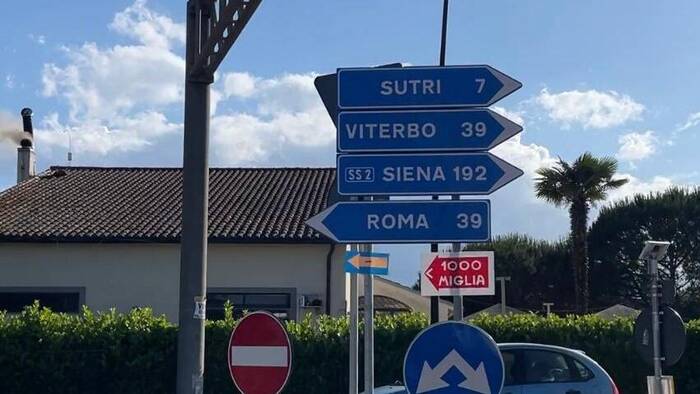 SUTRI 7
VITERBO 39
SS2 SIENA 192
ROMA 39
1000
MIGLIA